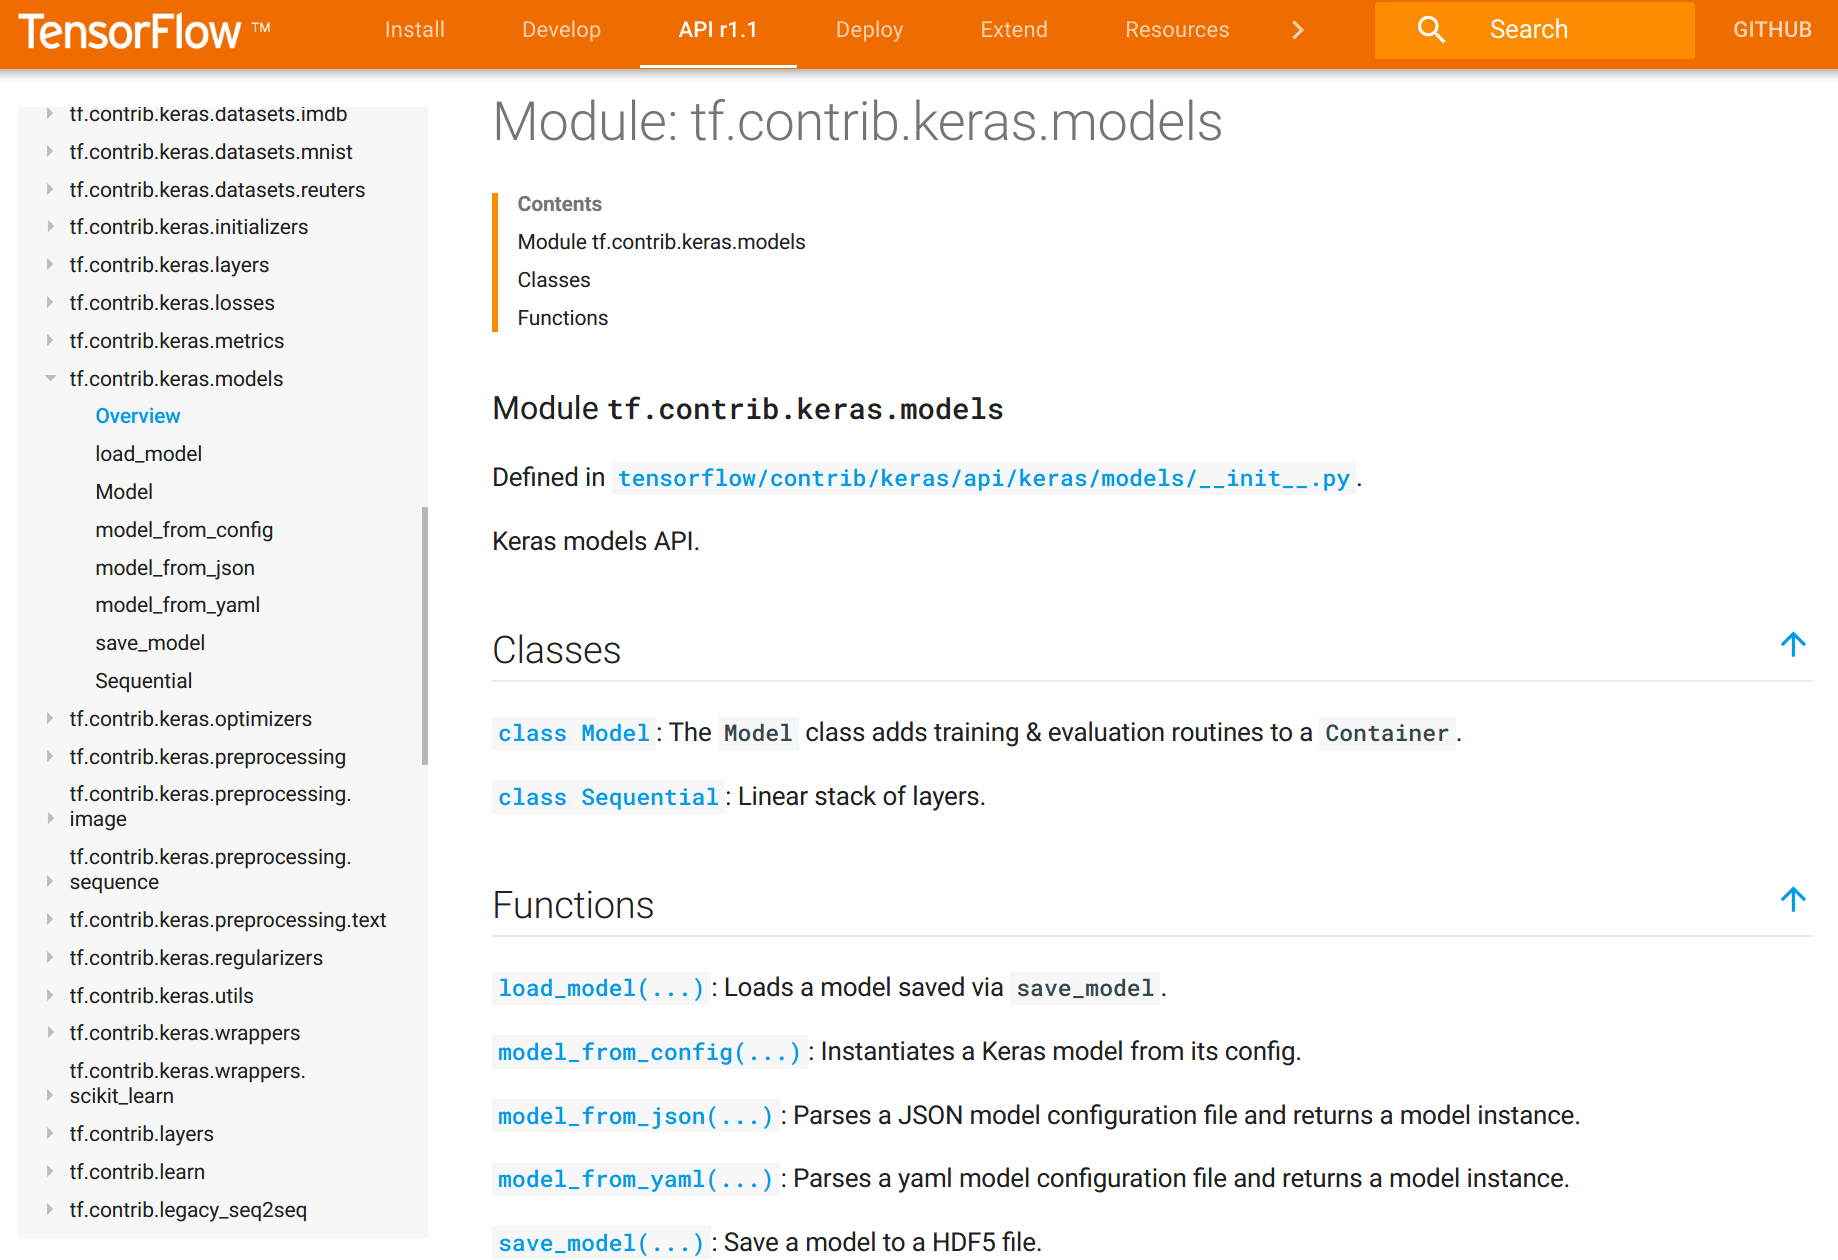 TensorFlow ™
Install
Develop
API r1.1
Deploy
Extend
Resources
Search
GITHUB
tf.contrib.keras.datasets.imdb
tf.contrib.keras.datasets.mnist
tf.contrib.keras.datasets.reuters
tf.contrib.keras.initializers
tf.contrib.keras.layers
tf.contrib.keras.losses
tf.contrib.keras.metrics
tf.contrib.keras.models
Overview
load_model
Model
model_from_config
model_from_json
model_from_yaml
save_model
Sequential
tf.contrib.keras.optimizers
tf.contrib.keras.preprocessing
tf.contrib.keras.preprocessing.
image
tf.contrib.keras.preprocessing.
sequence
tf.contrib.keras.preprocessing.text
tf.contrib.keras.regularizers
tf.contrib.keras.utils
tf.contrib.keras.wrappers
tf.contrib.keras.wrappers.
scikit_learn
tf.contrib.layers
tf.contrib.learn
tf.contrib.legacy_seq2seq
Module: tf.contrib.keras.models
Contents
Module tf.contrib.keras.models
Classes
Functions
Module tf.contrib.keras.models
Defined in tensorflow/contrib/keras/api/keras/models/__init__.py.
Keras models API.
Classes
class Model: The Model class adds training & evaluation routines to a Container.
class Sequential: Linear stack of layers.
Functions
load_model(...): Loads a model saved via save_model.
model_from_config(...): Instantiates a Keras model from its config.
model_from_json(...): Parses a JSON model configuration file and returns a model instance.
model_from_yaml(...): Parses a yaml model configuration file and returns a model instance.
save_model(...): Save a model to a HDF5 file.